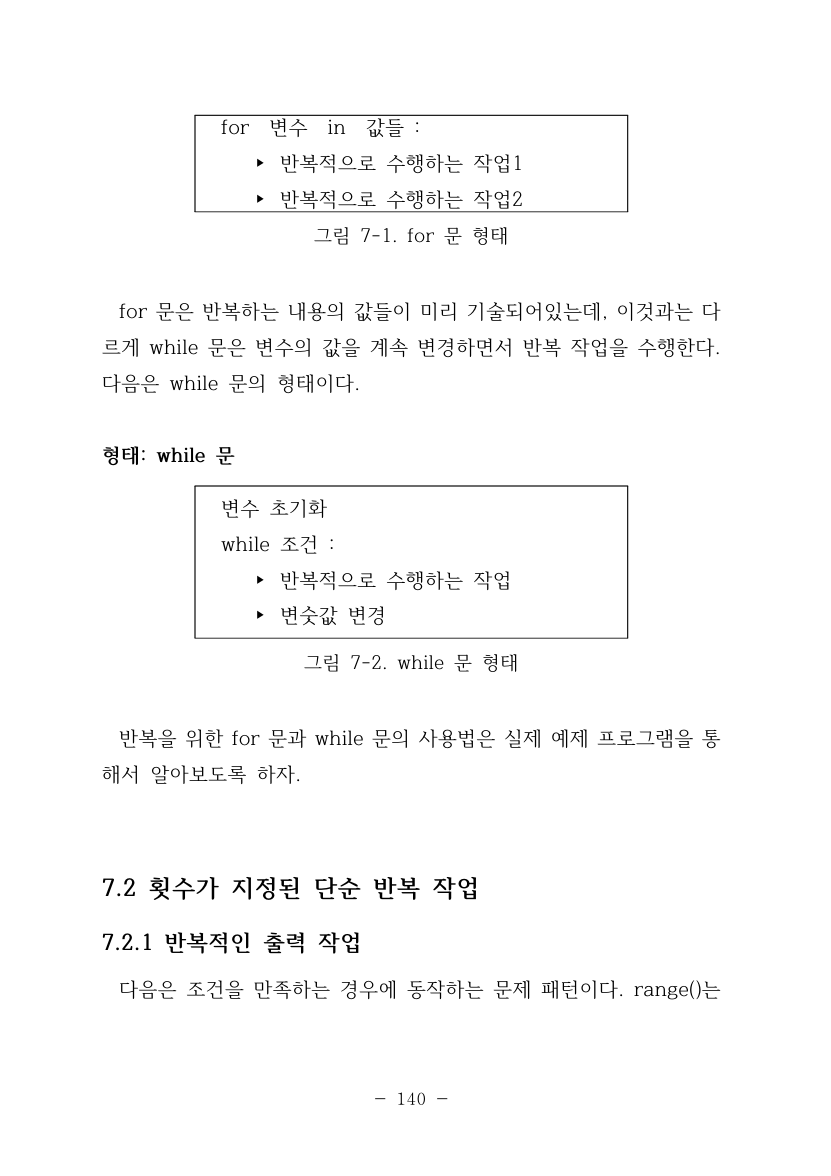 for 변수 in 값들 :
▸ 반복적으로 수행하는 작업1
▸ 반복적으로 수행하는 작업2
그림 7-1. for 문 형태
for 문은 반복하는 내용의 값들이 미리 기술되어있는데, 이것과는 다
르게 while 문은 변수의 값을 계속 변경하면서 반복 작업을 수행한다.
다음은 while 문의 형태이다.
형태: while 문
변수 초기화
while 조건 :
▸ 반복적으로 수행하는 작업
▸ 변숫값 변경
그림 7-2. while 문 형태
반복을 위한 for 문과 while 문의 사용법은 실제 예제 프로그램을 통
해서 알아보도록 하자.
7.2 횟수가 지정된 단순 반복 작업
7.2.1 반복적인 출력 작업
다음은 조건을 만족하는 경우에 동작하는 문제 패턴이다. range()는
- 140 -